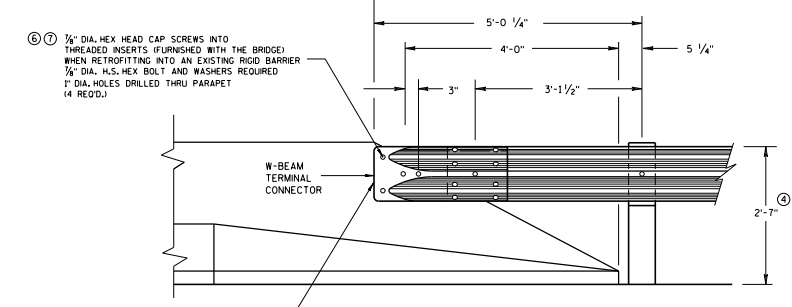 5'-0 1/4"
⑥ ⑦ 7/8" DIA. HEX HEAD CAP SCREWS INTO
THREADED INSERTS (FURNISHED WITH THE BRIDGE)
WHEN RETROFITTING INTO AN EXISTING RIGID BARRIER
7/8" DIA. H.S. HEX BOLT AND WASHERS REQUIRED
1" DIA. HOLES DRILLED THRU PARAPET
(4 REQ'D.)
4'-0"
5 1/4"
3"
3'-1 1/2"
W-BEAM
TERMINAL
CONNECTOR
④
2'-7"